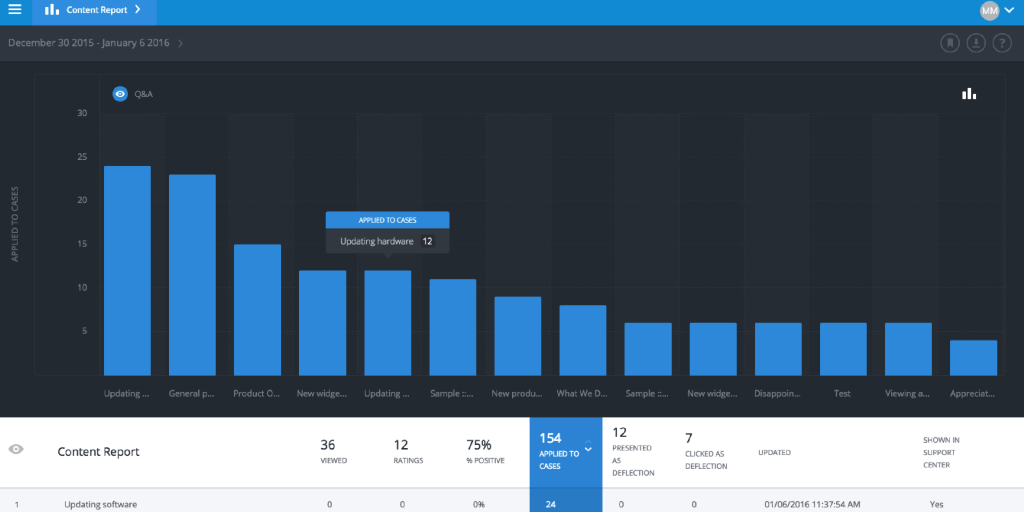 Content Report
MM
December 30 2015 - January 6 2016
?
Q&A
30
25
20
15
10
5
APPLIED TO CASES
APPLIED TO CASES
Updating hardware 12
Updating ... General p... Product O... New widge... Updating ... Sample ::... New produ... What We D... Sample ::... New widge... Disappoin... Test Viewing a... Appreciat...
Content Report
36
VIEWED
12
RATINGS
75%
% POSITIVE
154
APPLIED TO
CASES
12
PRESENTED
AS
DEFLECTION
7
CLICKED AS
DEFLECTION
UPDATED
SHOWN IN
SUPPORT
CENTER
1 Updating software 0 0 0% 24 0 0 01/06/2016 11:37:54 AM Yes